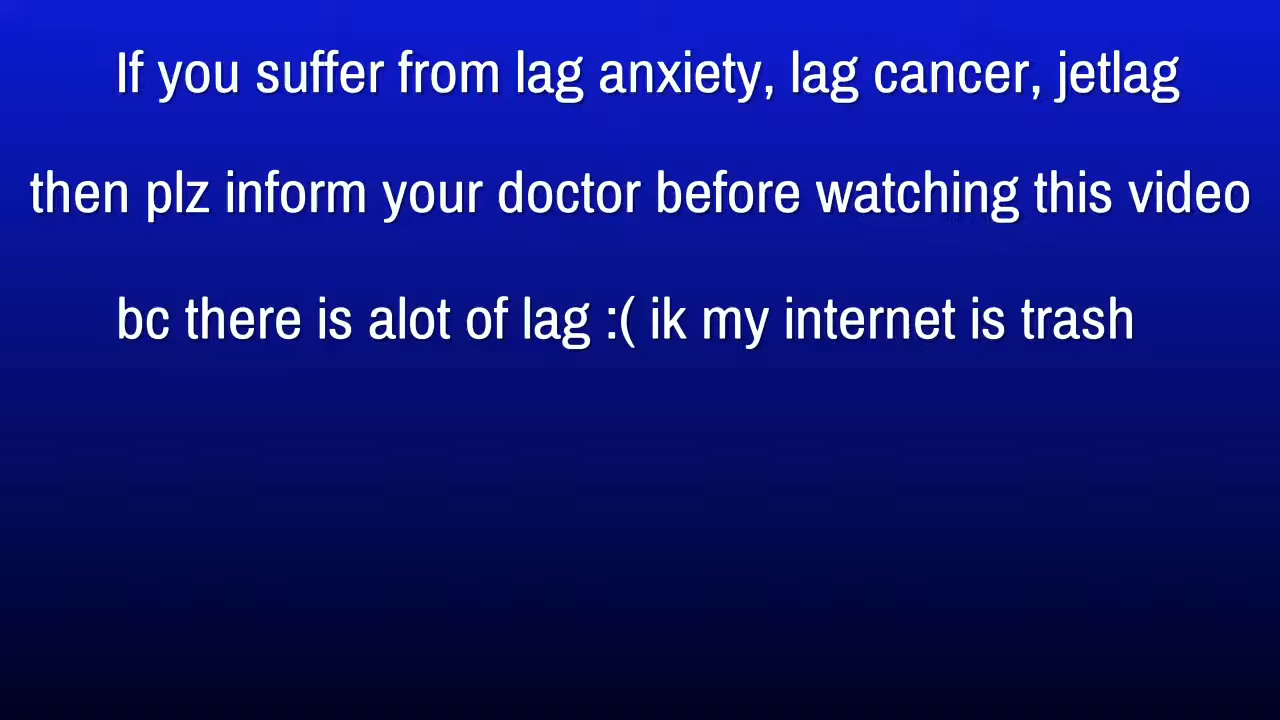 If you suffer from lag anxiety, lag cancer, jetlag
then plz inform your doctor before watching this video
bc there is alot of lag :( ik my internet is trash